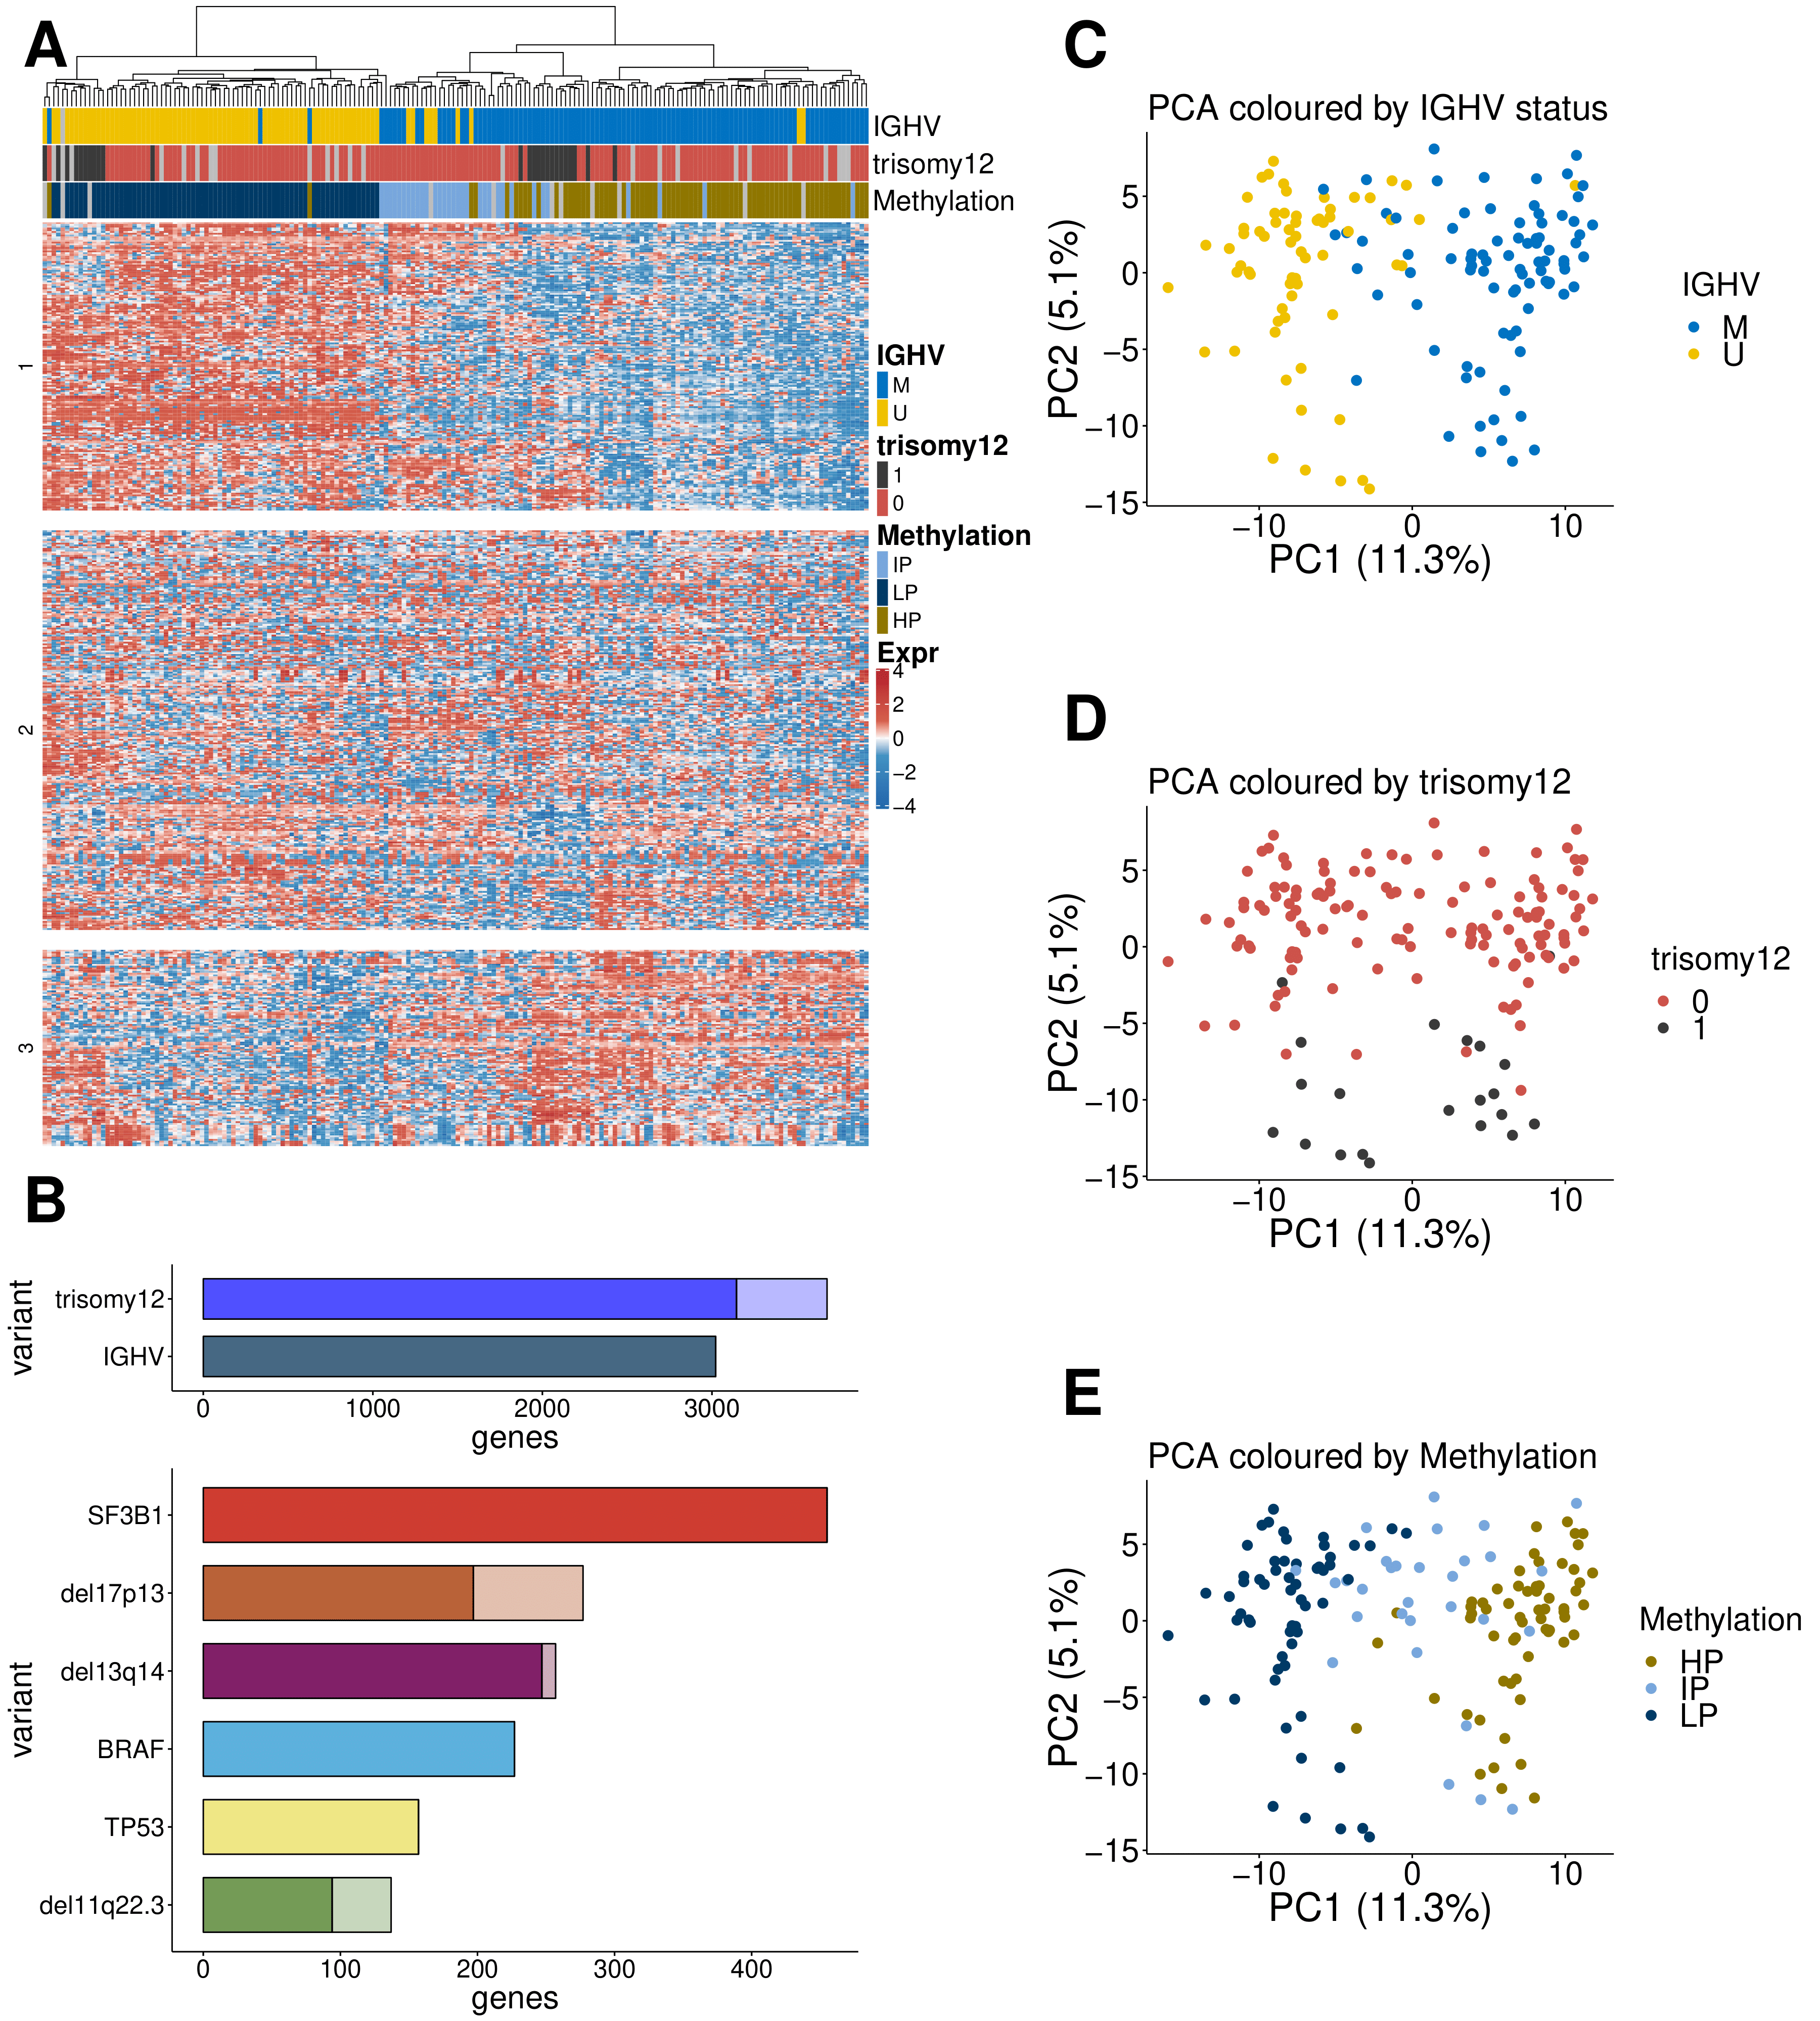 A
IGHV
trisomy12
Methylation
1
2
3
IGHV
M
U
trisomy12
1
0
Methylation
IP
LP
HP
Expr
4
2
0
−2
−4
B
variant
trisomy12
IGHV
0 1000 2000 3000
genes
variant
SF3B1
del17p13
del13q14
BRAF
TP53
del11q22.3
0 100 200 300 400
genes
C
PCA coloured by IGHV status
PC2 (5.1%)
5
0
−5
−10
−15
−10 0 10
PC1 (11.3%)
IGHV
M
U
D
PCA coloured by trisomy12
PC2 (5.1%)
5
0
−5
−10
−15
−10 0 10
PC1 (11.3%)
trisomy12
0
1
E
PCA coloured by Methylation
PC2 (5.1%)
5
0
−5
−10
−15
−10 0 10
PC1 (11.3%)
Methylation
HP
IP
LP